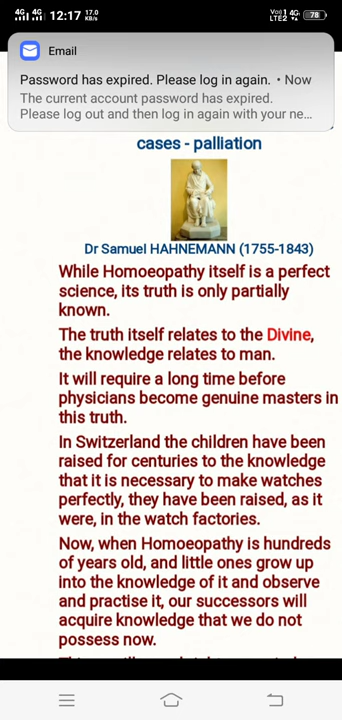 4G 4G 12:17 17.0 KB/S
Vo) 1 4G LTE2 78
Email
Password has expired. Please log in again. • Now
The current account password has expired.
Please log out and then log in again with your ne...
cases - palliation
Dr Samuel HAHNEMANN (1755-1843)
While Homoeopathy itself is a perfect
science, its truth is only partially
known.
The truth itself relates to the Divine,
the knowledge relates to man.
It will require a long time before
physicians become genuine masters in
this truth.
In Switzerland the children have been
raised for centuries to the knowledge
that it is necessary to make watches
perfectly, they have been raised, as it
were, in the watch factories.
Now, when Homoeopathy is hundreds
of years old, and little ones grow up
into the knowledge of it and observe
and practise it, our successors will
acquire knowledge that we do not
possess now.